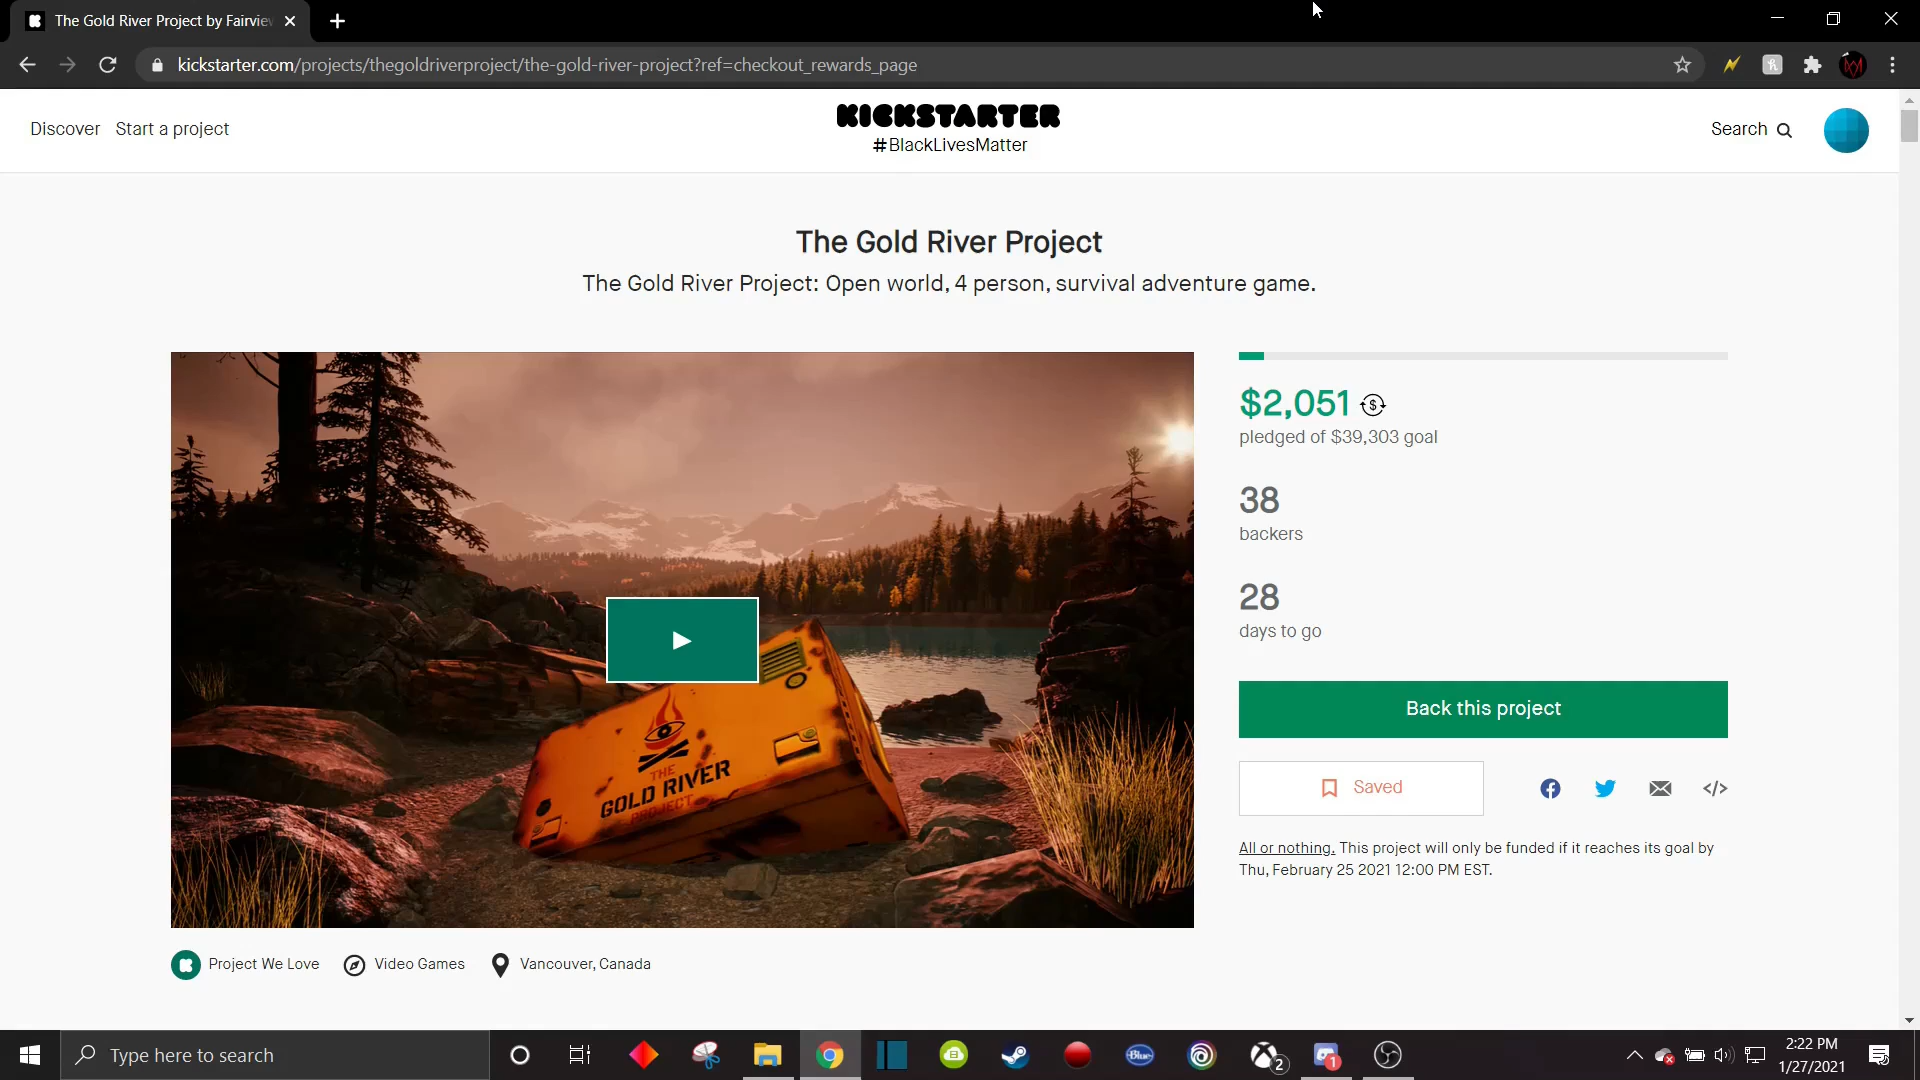 The Gold River Project by Fairview
kickstarter.com/projects/thegoldriverproject/the-gold-river-project?ref=checkout_rewards_page
Discover
Start a project
KICKSTARTER
#BlackLivesMatter
Search
The Gold River Project
The Gold River Project: Open world, 4 person, survival adventure game.
THE
GOLD RIVER
PROJECT
$2,051
pledged of $39,303 goal
38
backers
28
days to go
Back this project
Saved
All or nothing. This project will only be funded if it reaches its goal by
Thu, February 25 2021 12:00 PM EST.
Project We Love
Video Games
Vancouver, Canada
Type here to search
Blue
2
1
2:22 PM
1/27/2021